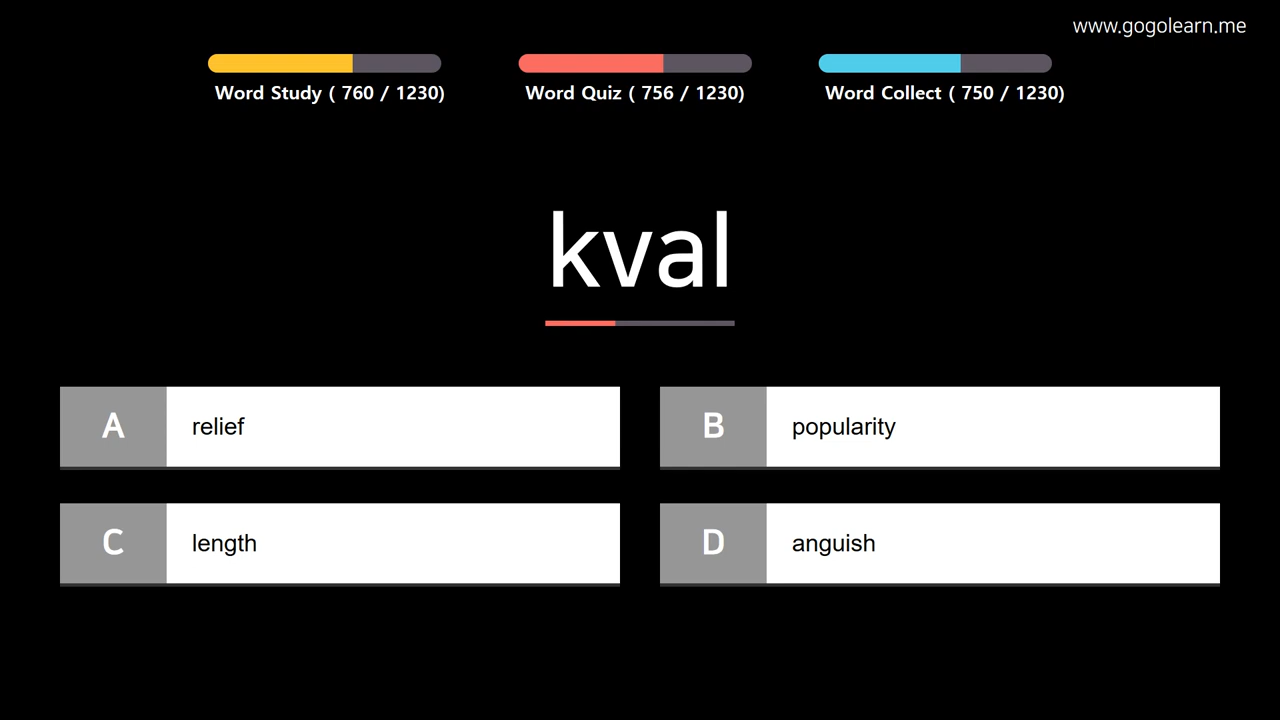 www.gogolearn.me
Word Study ( 760 / 1230)
Word Quiz ( 756 / 1230)
Word Collect ( 750 / 1230)
kval
A relief
B popularity
C length
D anguish